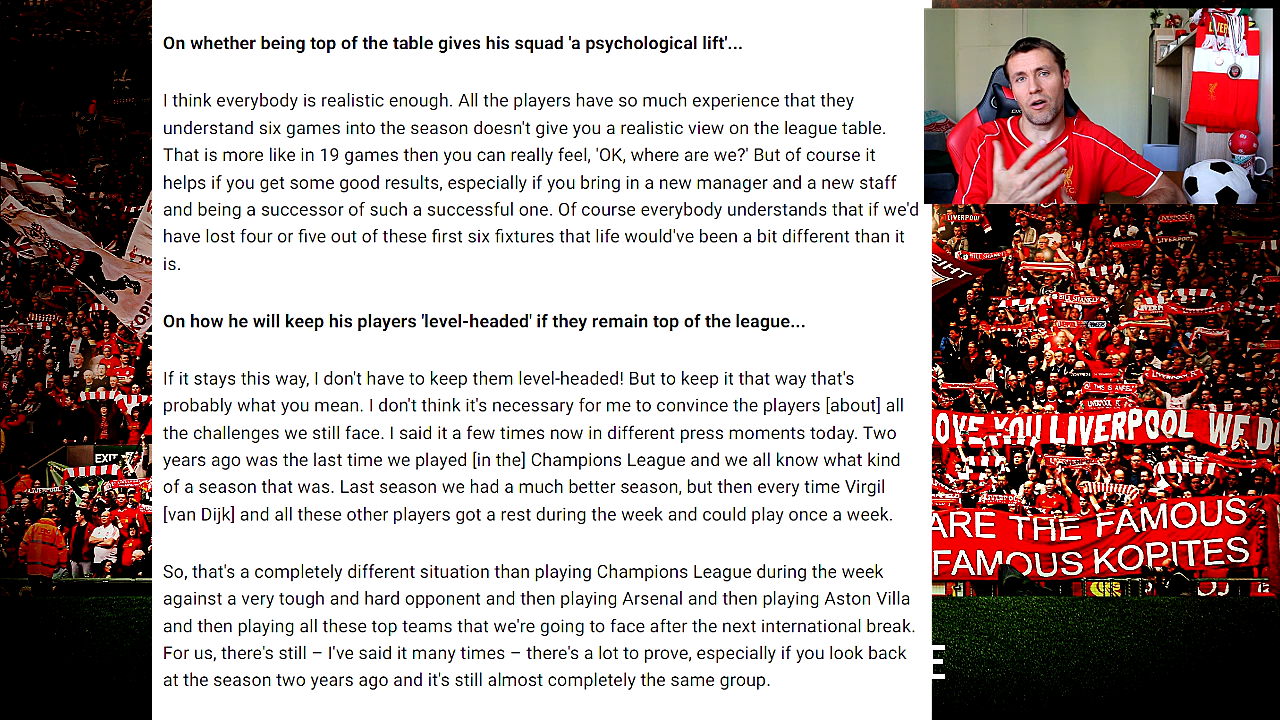 On whether being top of the table gives his squad 'a psychological lift'...
I think everybody is realistic enough. All the players have so much experience that they
understand six games into the season doesn't give you a realistic view on the league table.
That is more like in 19 games then you can really feel, 'OK, where are we?' But of course it
helps if you get some good results, especially if you bring in a new manager and a new staff
and being a successor of such a successful one. Of course everybody understands that if we'd
have lost four or five out of these first six fixtures that life would've been a bit different than it
is.
On how he will keep his players 'level-headed' if they remain top of the league...
If it stays this way, I don't have to keep them level-headed! But to keep it that way that's
probably what you mean. I don't think it's necessary for me to convince the players [about] all
the challenges we still face. I said it a few times now in different press moments today. Two
years ago was the last time we played [in the] Champions League and we all know what kind
of a season that was. Last season we had a much better season, but then every time Virgil
[van Dijk] and all these other players got a rest during the week and could play once a week.
So, that's a completely different situation than playing Champions League during the week
against a very tough and hard opponent and then playing Arsenal and then playing Aston Villa
and then playing all these top teams that we're going to face after the next international break.
For us, there's still – I've said it many times – there's a lot to prove, especially if you look back
at the season two years ago and it's still almost completely the same group.
EXIT
LIVERPOOL
BILL SHANKLY
THIS IS ANFIELD
OVE YOU LIVERPOOL WE D
ARE THE FAMOUS
FAMOUS KOPITES
E